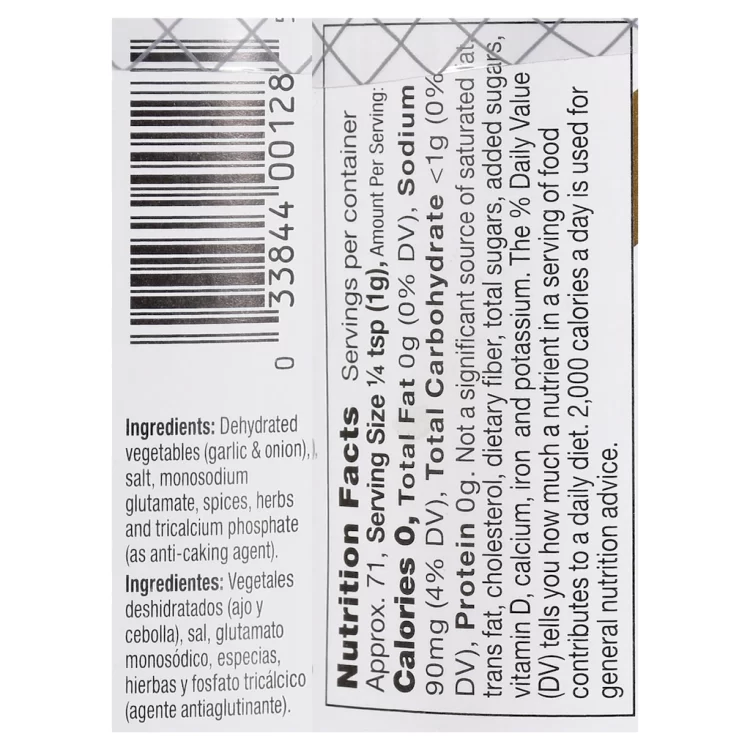 0 33844 00128
Ingredients: Dehydrated
vegetables (garlic & onion),
salt, monosodium
glutamate, spices, herbs
and tricalcium phosphate
(as anti-caking agent).
Ingredientes: Vegetales
deshidratados (ajo y
cebolla), sal, glutamato
monosódico, especias,
hierbas y fosfato tricálcico
(agente antiaglutinante).
Nutrition Facts Servings per container
Approx. 71, Serving Size ¼ tsp (1g), Amount Per Serving:
Calories 0, Total Fat 0g (0% DV), Sodium
90mg (4% DV), Total Carbohydrate <1g (0%
DV), Protein 0g. Not a significant source of saturated fat,
trans fat, cholesterol, dietary fiber, total sugars, added sugars,
vitamin D, calcium, iron and potassium. The % Daily Value
(DV) tells you how much a nutrient in a serving of food
contributes to a daily diet. 2,000 calories a day is used for
general nutrition advice.